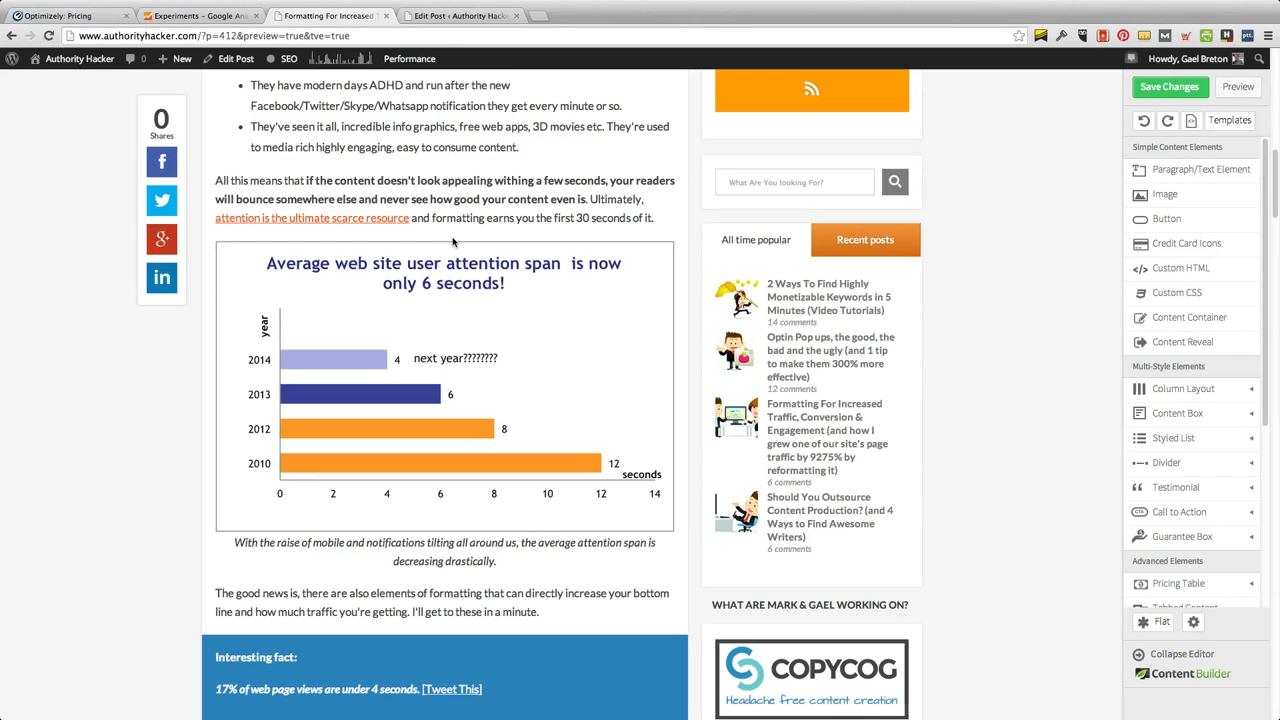 Optimizely: Pricing
Experiments – Google Ana
Formatting For Increased T
Edit Post ‹ Authority Hack
www.authorityhacker.com/?p=412&preview=true&tve=true
Authority Hacker
0
New
Edit Post
SEO
Performance
Howdy, Gael Breton
They have modern days ADHD and run after the new
Facebook/Twitter/Skype/Whatsapp notification they get every minute or so.
They've seen it all, incredible info graphics, free web apps, 3D movies etc. They're used
to media rich highly engaging, easy to consume content.
All this means that if the content doesn't look appealing withing a few seconds, your readers
will bounce somewhere else and never see how good your content even is. Ultimately,
attention is the ultimate scarce resource and formatting earns you the first 30 seconds of it.
0
Shares
f
g+
in
Average web site user attention span is now
only 6 seconds!
year
2014
4
next year????????
2013
6
2012
8
2010
12
seconds
0 2 4 6 8 10 12 14
With the raise of mobile and notifications tilting all around us, the average attention span is
decreasing drastically.
The good news is, there are also elements of formatting that can directly increase your bottom
line and how much traffic you're getting. I'll get to these in a minute.
Interesting fact:
17% of web page views are under 4 seconds. [Tweet This]
What Are You looking For?
All time popular
Recent posts
2 Ways To Find Highly
Monetizable Keywords in 5
Minutes (Video Tutorials)
14 comments
Optin Pop ups, the good, the
bad and the ugly (and 1 tip
to make them 300% more
effective)
12 comments
Formatting For Increased
Traffic, Conversion &
Engagement (and how I
grew one of our site's page
traffic by 9275% by
reformatting it)
6 comments
Should You Outsource
Content Production? (and 4
Ways to Find Awesome
Writers)
6 comments
WHAT ARE MARK & GAEL WORKING ON?
COPYCOG
Headache free content creation
Save Changes
Preview
Templates
Simple Content Elements
Paragraph/Text Element
Image
Button
Credit Card Icons
Custom HTML
Custom CSS
Content Container
Content Reveal
Multi-Style Elements
Column Layout
Content Box
Styled List
Divider
Testimonial
Call to Action
Guarantee Box
Advanced Elements
Pricing Table
Tabbed Content
Flat
Collapse Editor
Content Builder